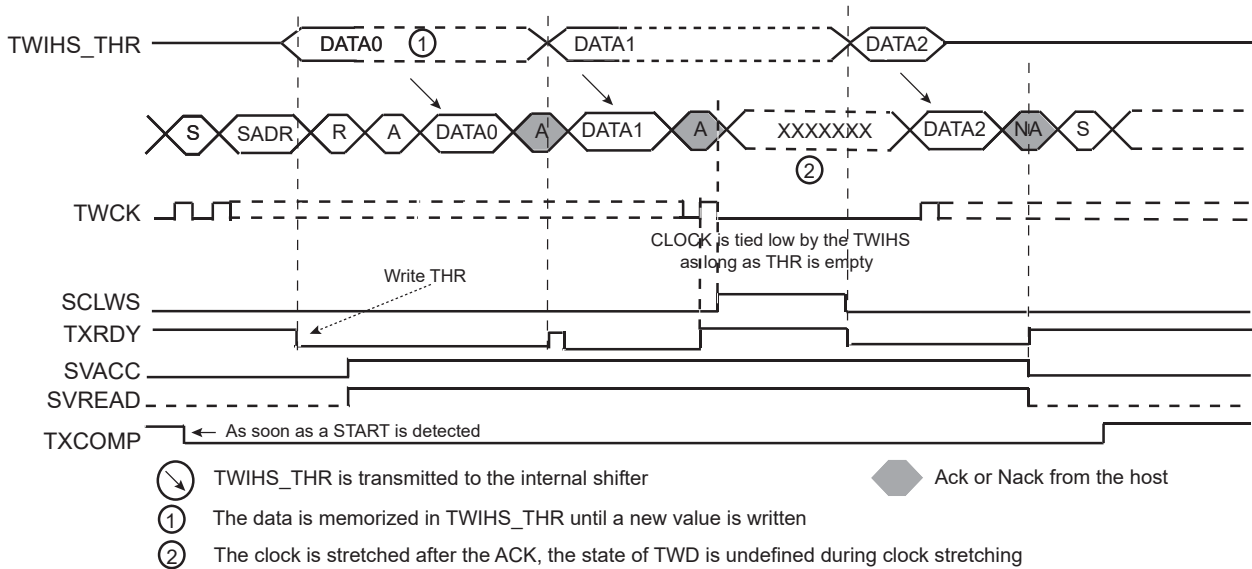 TWIHS_THR DATA0 1 DATA1 DATA2
S SADR R A DATA0 A DATA1 A XXXXXXX DATA2 NA S
2
TWCK
CLOCK is tied low by the TWIHS
as long as THR is empty
Write THR
SCLWS
TXRDY
SVACC
SVREAD
TXCOMP As soon as a START is detected
TWIHS_THR is transmitted to the internal shifter
Ack or Nack from the host
1 The data is memorized in TWIHS_THR until a new value is written
2 The clock is stretched after the ACK, the state of TWD is undefined during clock stretching